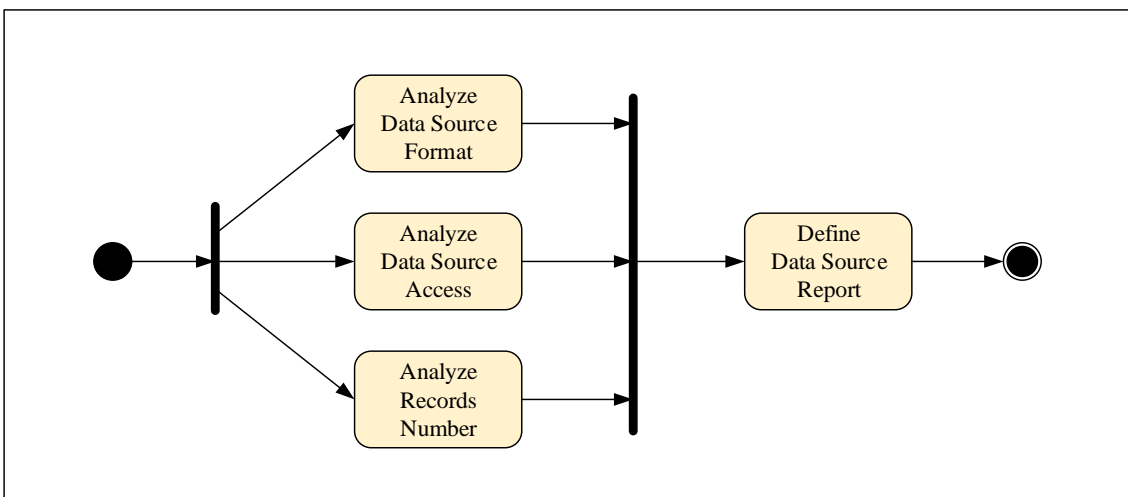 Analyze
Data Source
Format
Analyze
Data Source
Access
Analyze
Records
Number
Define
Data Source
Report